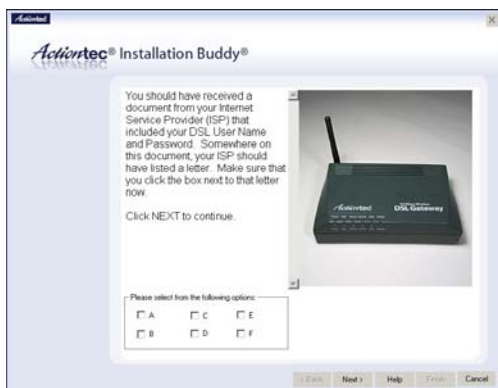 Actiontec
Actiontec® Installation Buddy®
You should have received a
document from your Internet
Service Provider (ISP) that
included your DSL User Name
and Password. Somewhere on
this document, your ISP should
have listed a letter. Make sure that
you click the box next to that letter
now.
Click NEXT to continue.
Actiontec
DSL Gateway
Please select from the following options:
A C E
B D F
< Back Next > Help Finish Cancel